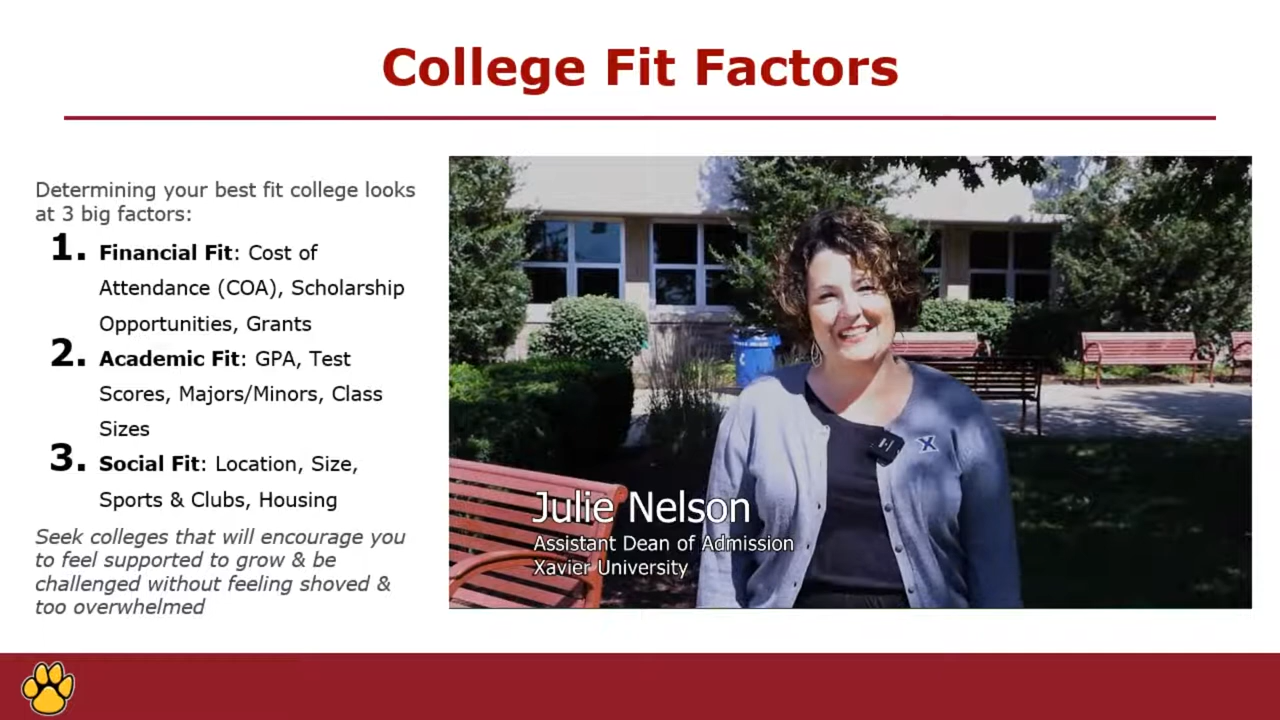 College Fit Factors
Determining your best fit college looks
at 3 big factors:
1. Financial Fit: Cost of
Attendance (COA), Scholarship
Opportunities, Grants
2. Academic Fit: GPA, Test
Scores, Majors/Minors, Class
Sizes
3. Social Fit: Location, Size,
Sports & Clubs, Housing
Seek colleges that will encourage you
to feel supported to grow & be
challenged without feeling shoved &
too overwhelmed
X
Julie Nelson
Assistant Dean of Admission
Xavier University